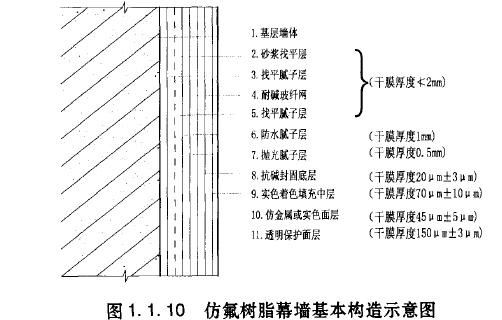 1.基层墙体
2.砂浆找平层
3.找平腻子层
4.耐碱玻纤网
5.找平腻子层
(干膜厚度≮2mm)
6.防水腻子层 (干膜厚度1mm)
7.抛光腻子层 (干膜厚度0.5mm)
8.抗碱封固底层 (干膜厚度20μm±3μm)
9.实色着色填充中层 (干膜厚度70μm±10μm)
10.仿金属或实色面层 (干膜厚度45μm±5μm)
11.透明保护面层 (干膜厚度150μm±3μm)
图1.1.10 仿氟树脂幕墙基本构造示意图